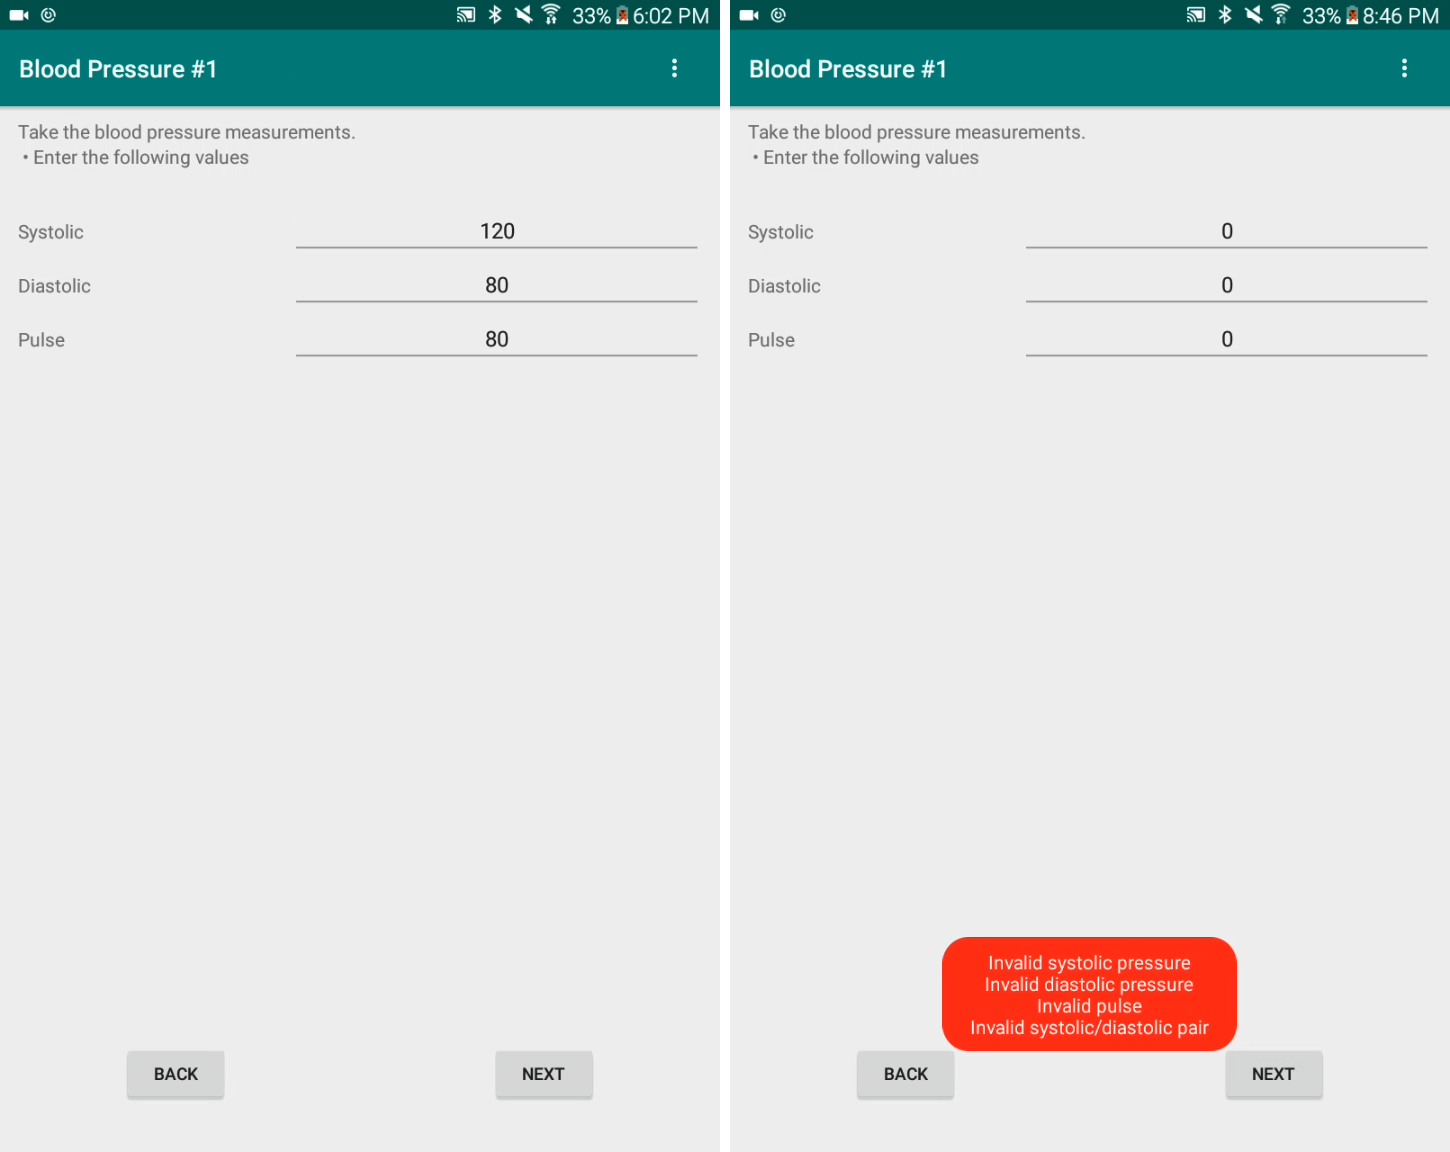 33% 6:02 PM
Blood Pressure #1
Take the blood pressure measurements.
• Enter the following values
Systolic 120
Diastolic 80
Pulse 80
BACK NEXT
33% 8:46 PM
Blood Pressure #1
Take the blood pressure measurements.
• Enter the following values
Systolic 0
Diastolic 0
Pulse 0
Invalid systolic pressure
Invalid diastolic pressure
Invalid pulse
Invalid systolic/diastolic pair
BACK NEXT